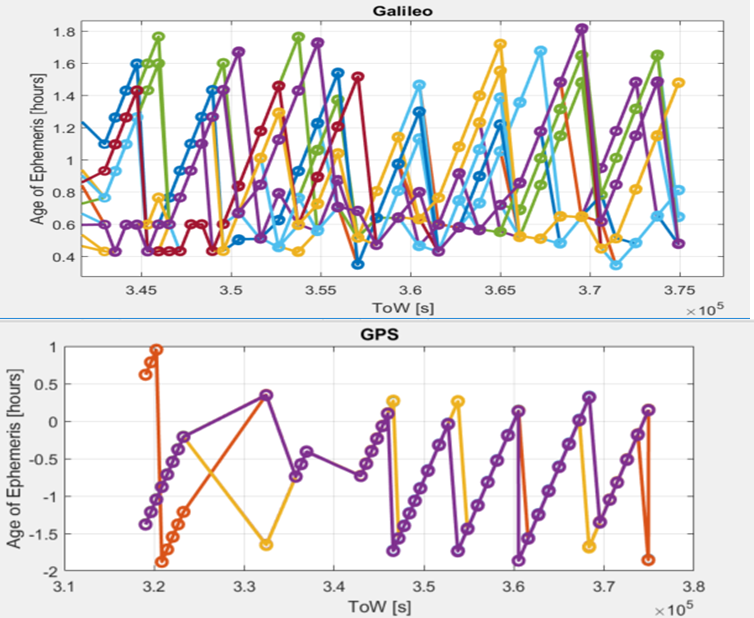 Galileo
Age of Ephemeris [hours]
1.8
1.6
1.4
1.2
1
0.8
0.6
0.4
3.45 3.5 3.55 3.6 3.65 3.7 3.75
ToW [s]
×10⁵
GPS
Age of Ephemeris [hours]
1
0.5
0
-0.5
-1
-1.5
-2
3.1 3.2 3.3 3.4 3.5 3.6 3.7 3.8
ToW [s]
×10⁵